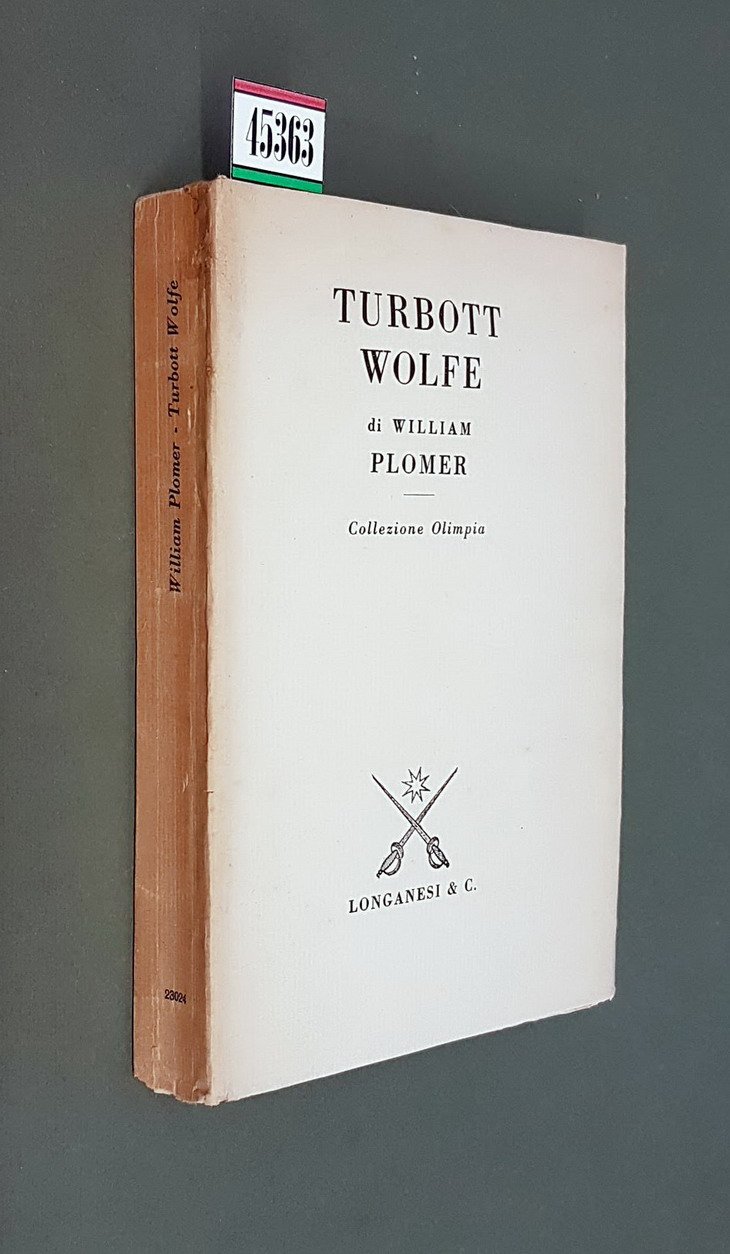 45363
William Plomer - Turbott Wolfe
23024
TURBOTT
WOLFE
di WILLIAM
PLOMER
Collezione Olimpia
LONGANESI & C.